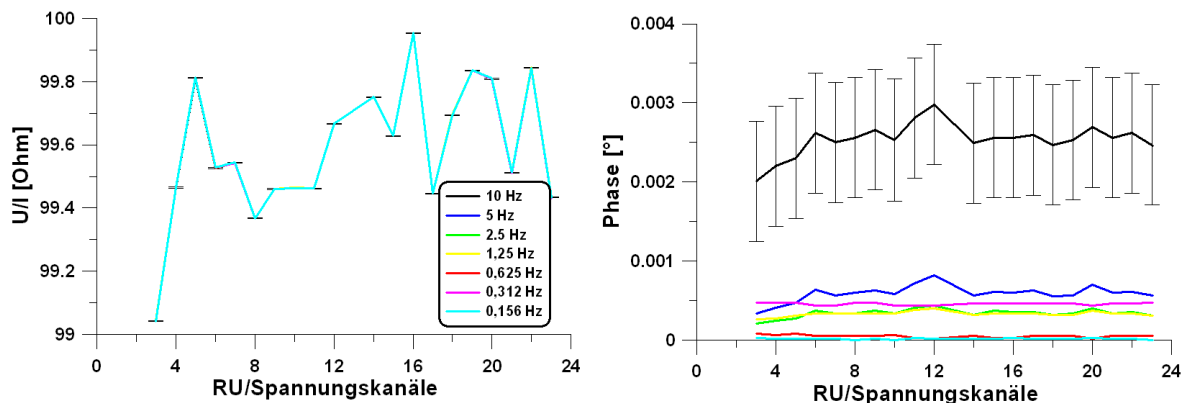 100
99.8
99.6
99.4
99.2
99
U/I [Ohm]
0 4 8 12 16 20 24
RU/Spannungskanäle
10 Hz
5 Hz
2.5 Hz
1,25 Hz
0,625 Hz
0,312 Hz
0,156 Hz
0.004
0.003
0.002
0.001
0
Phase [°]
0 4 8 12 16 20 24
RU/Spannungskanäle